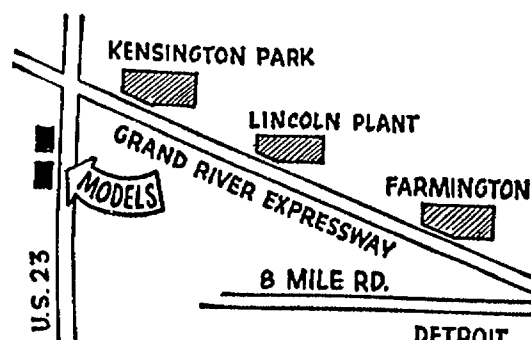 KENSINGTON PARK
LINCOLN PLANT
FARMINGTON
GRAND RIVER EXPRESSWAY
MODELS
U.S. 23
8 MILE RD.
DETROIT